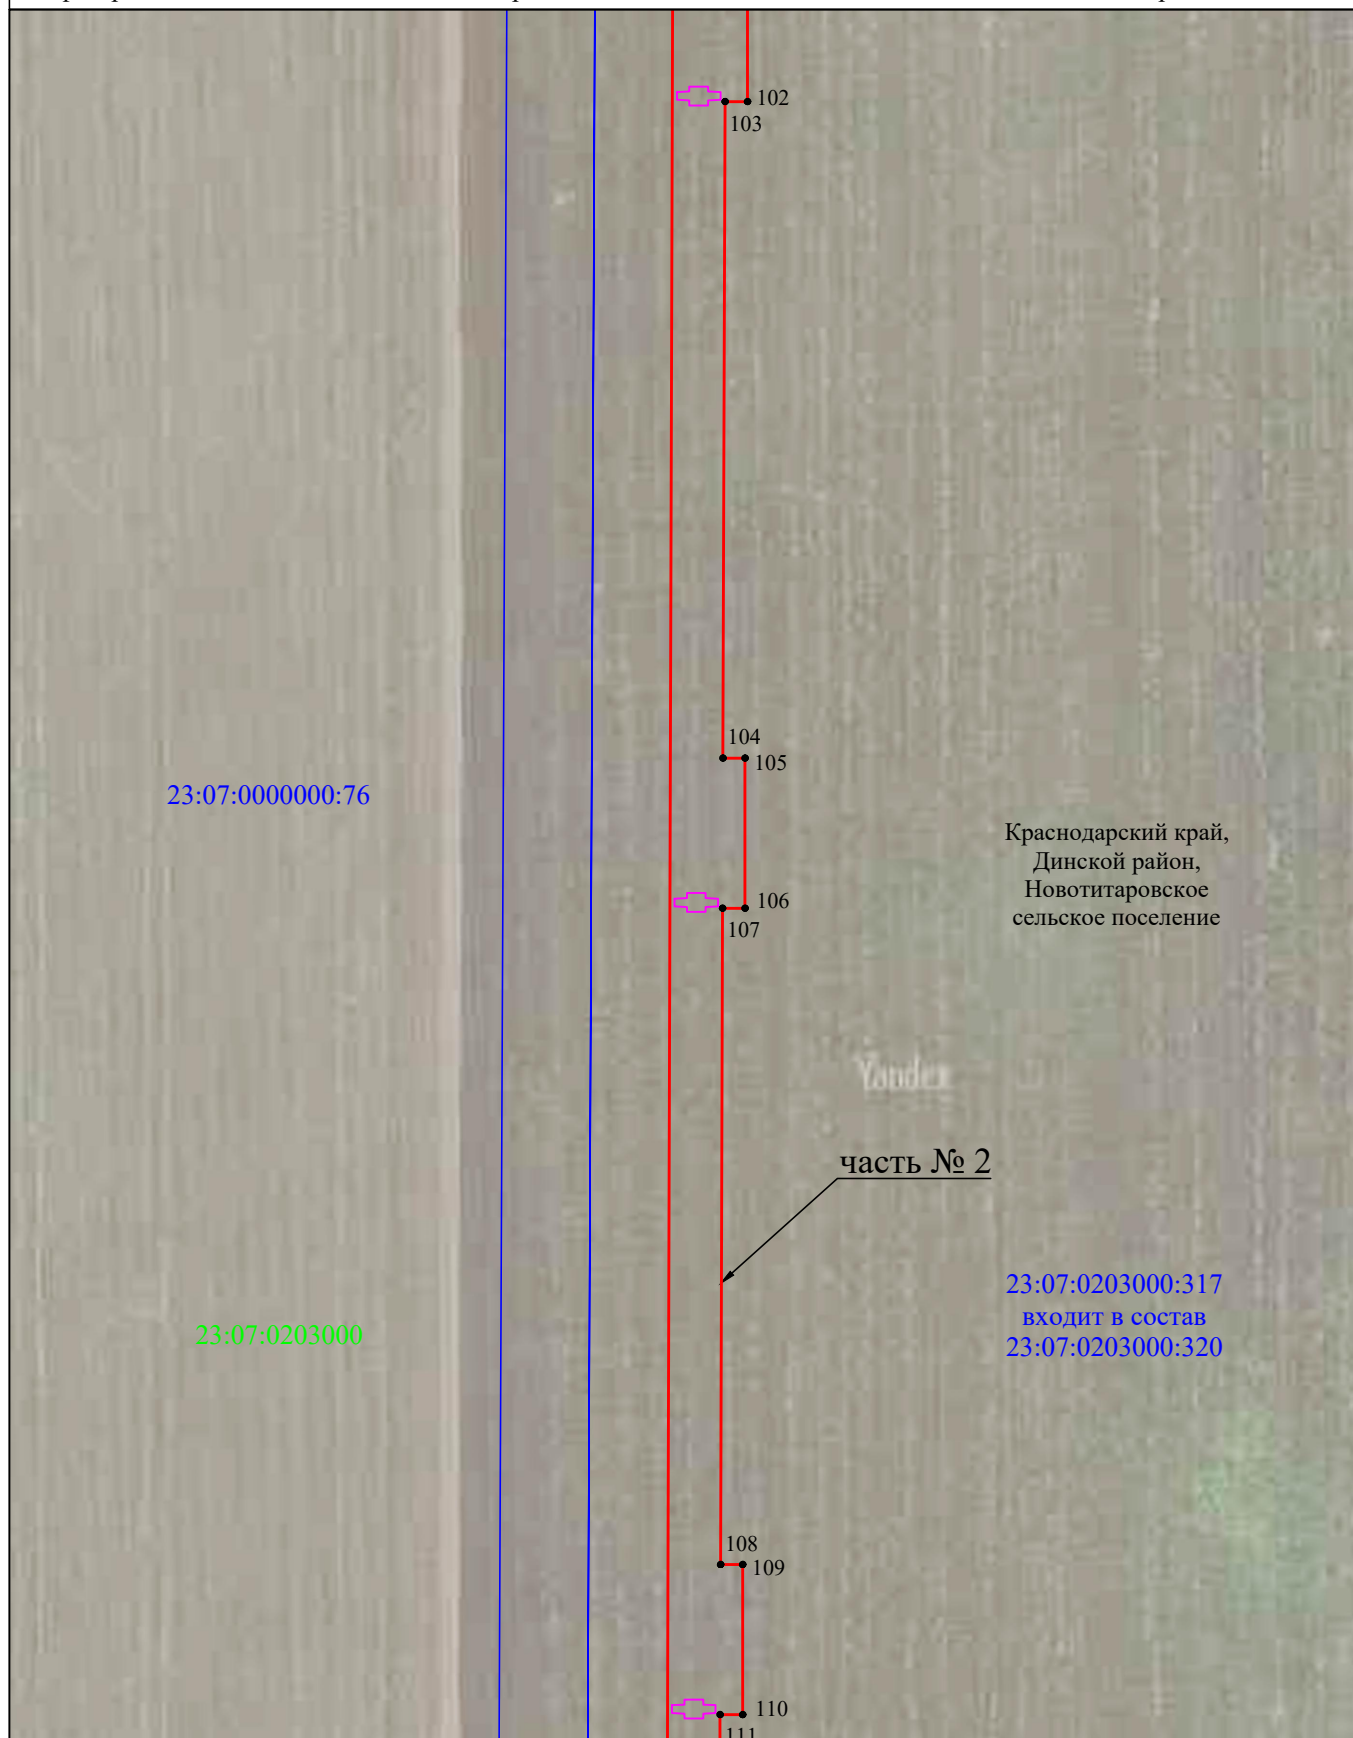 102
103
104
105
23:07:0000000:76
Краснодарский край,
Динской район,
Новотитаровское
сельское поселение
106
107
Yandex
часть № 2
23:07:0203000:317
входит в состав
23:07:0203000:320
23:07:0203000
108
109
110
111